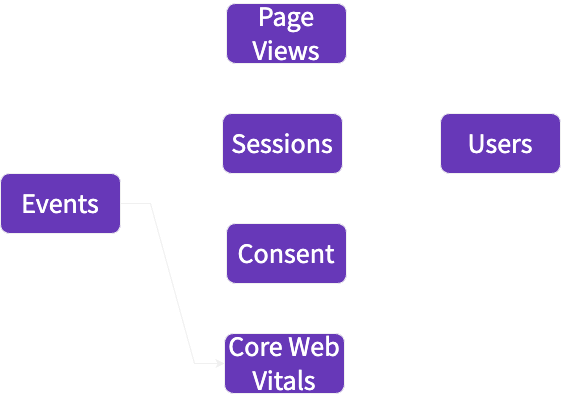 Page
Views
Sessions
Users
Events
Consent
Core Web
Vitals